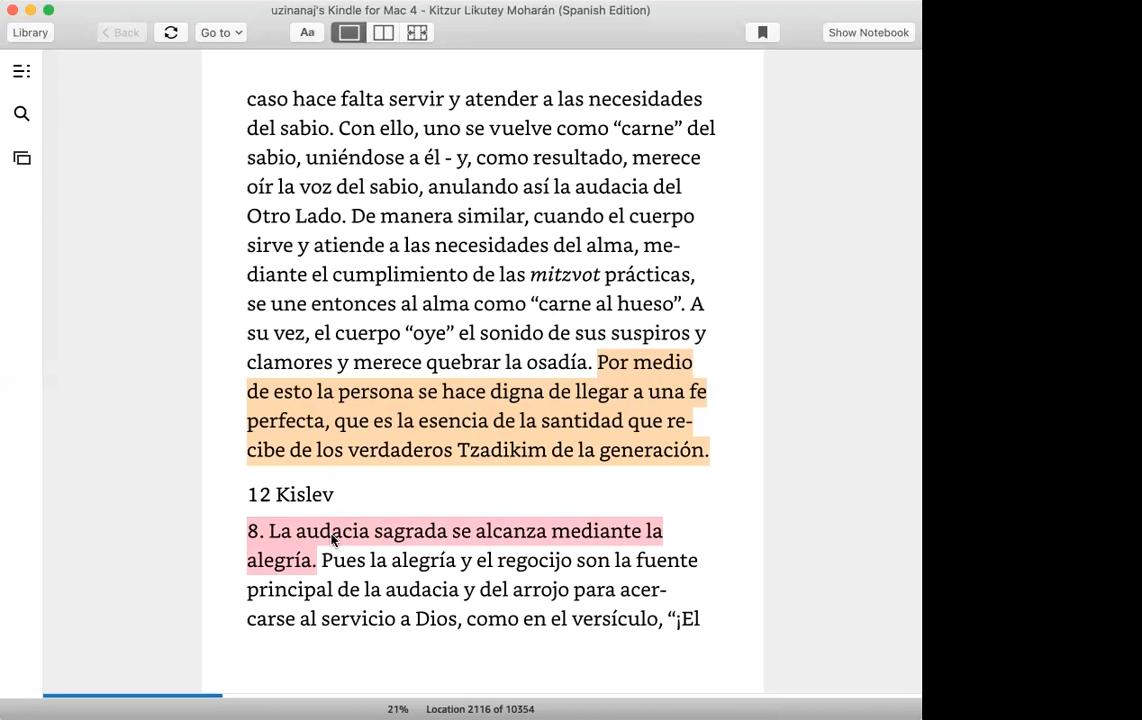 uzinanaj's Kindle for Mac 4 - Kitzur Likutey Moharán (Spanish Edition)
Library
Back
Go to
Aa
Show Notebook
caso hace falta servir y atender a las necesidades
del sabio. Con ello, uno se vuelve como “carne” del
sabio, uniéndose a él - y, como resultado, merece
oír la voz del sabio, anulando así la audacia del
Otro Lado. De manera similar, cuando el cuerpo
sirve y atiende a las necesidades del alma, me-
diante el cumplimiento de las mitzvot prácticas,
se une entonces al alma como “carne al hueso”. A
su vez, el cuerpo “oye” el sonido de sus suspiros y
clamores y merece quebrar la osadía. Por medio
de esto la persona se hace digna de llegar a una fe
perfecta, que es la esencia de la santidad que re-
cibe de los verdaderos Tzadikim de la generación.
12 Kislev
8. La audacia sagrada se alcanza mediante la
alegría. Pues la alegría y el regocijo son la fuente
principal de la audacia y del arrojo para acer-
carse al servicio a Dios, como en el versículo, “¡El
21% Location 2116 of 10354